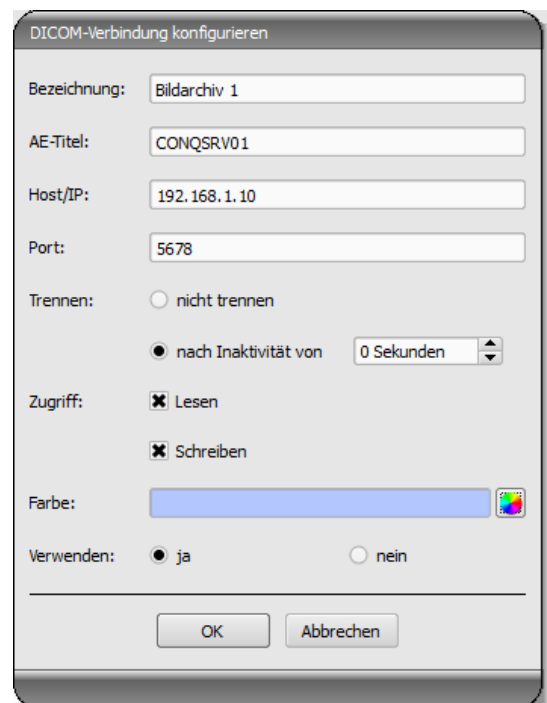 DICOM-Verbindung konfigurieren
Bezeichnung: Bildarchiv 1
AE-Titel: CONQSRV01
Host/IP: 192.168.1.10
Port: 5678
Trennen: nicht trennen
nach Inaktivität von 0 Sekunden
Zugriff: Lesen
Schreiben
Farbe:
Verwenden: ja nein
OK Abbrechen